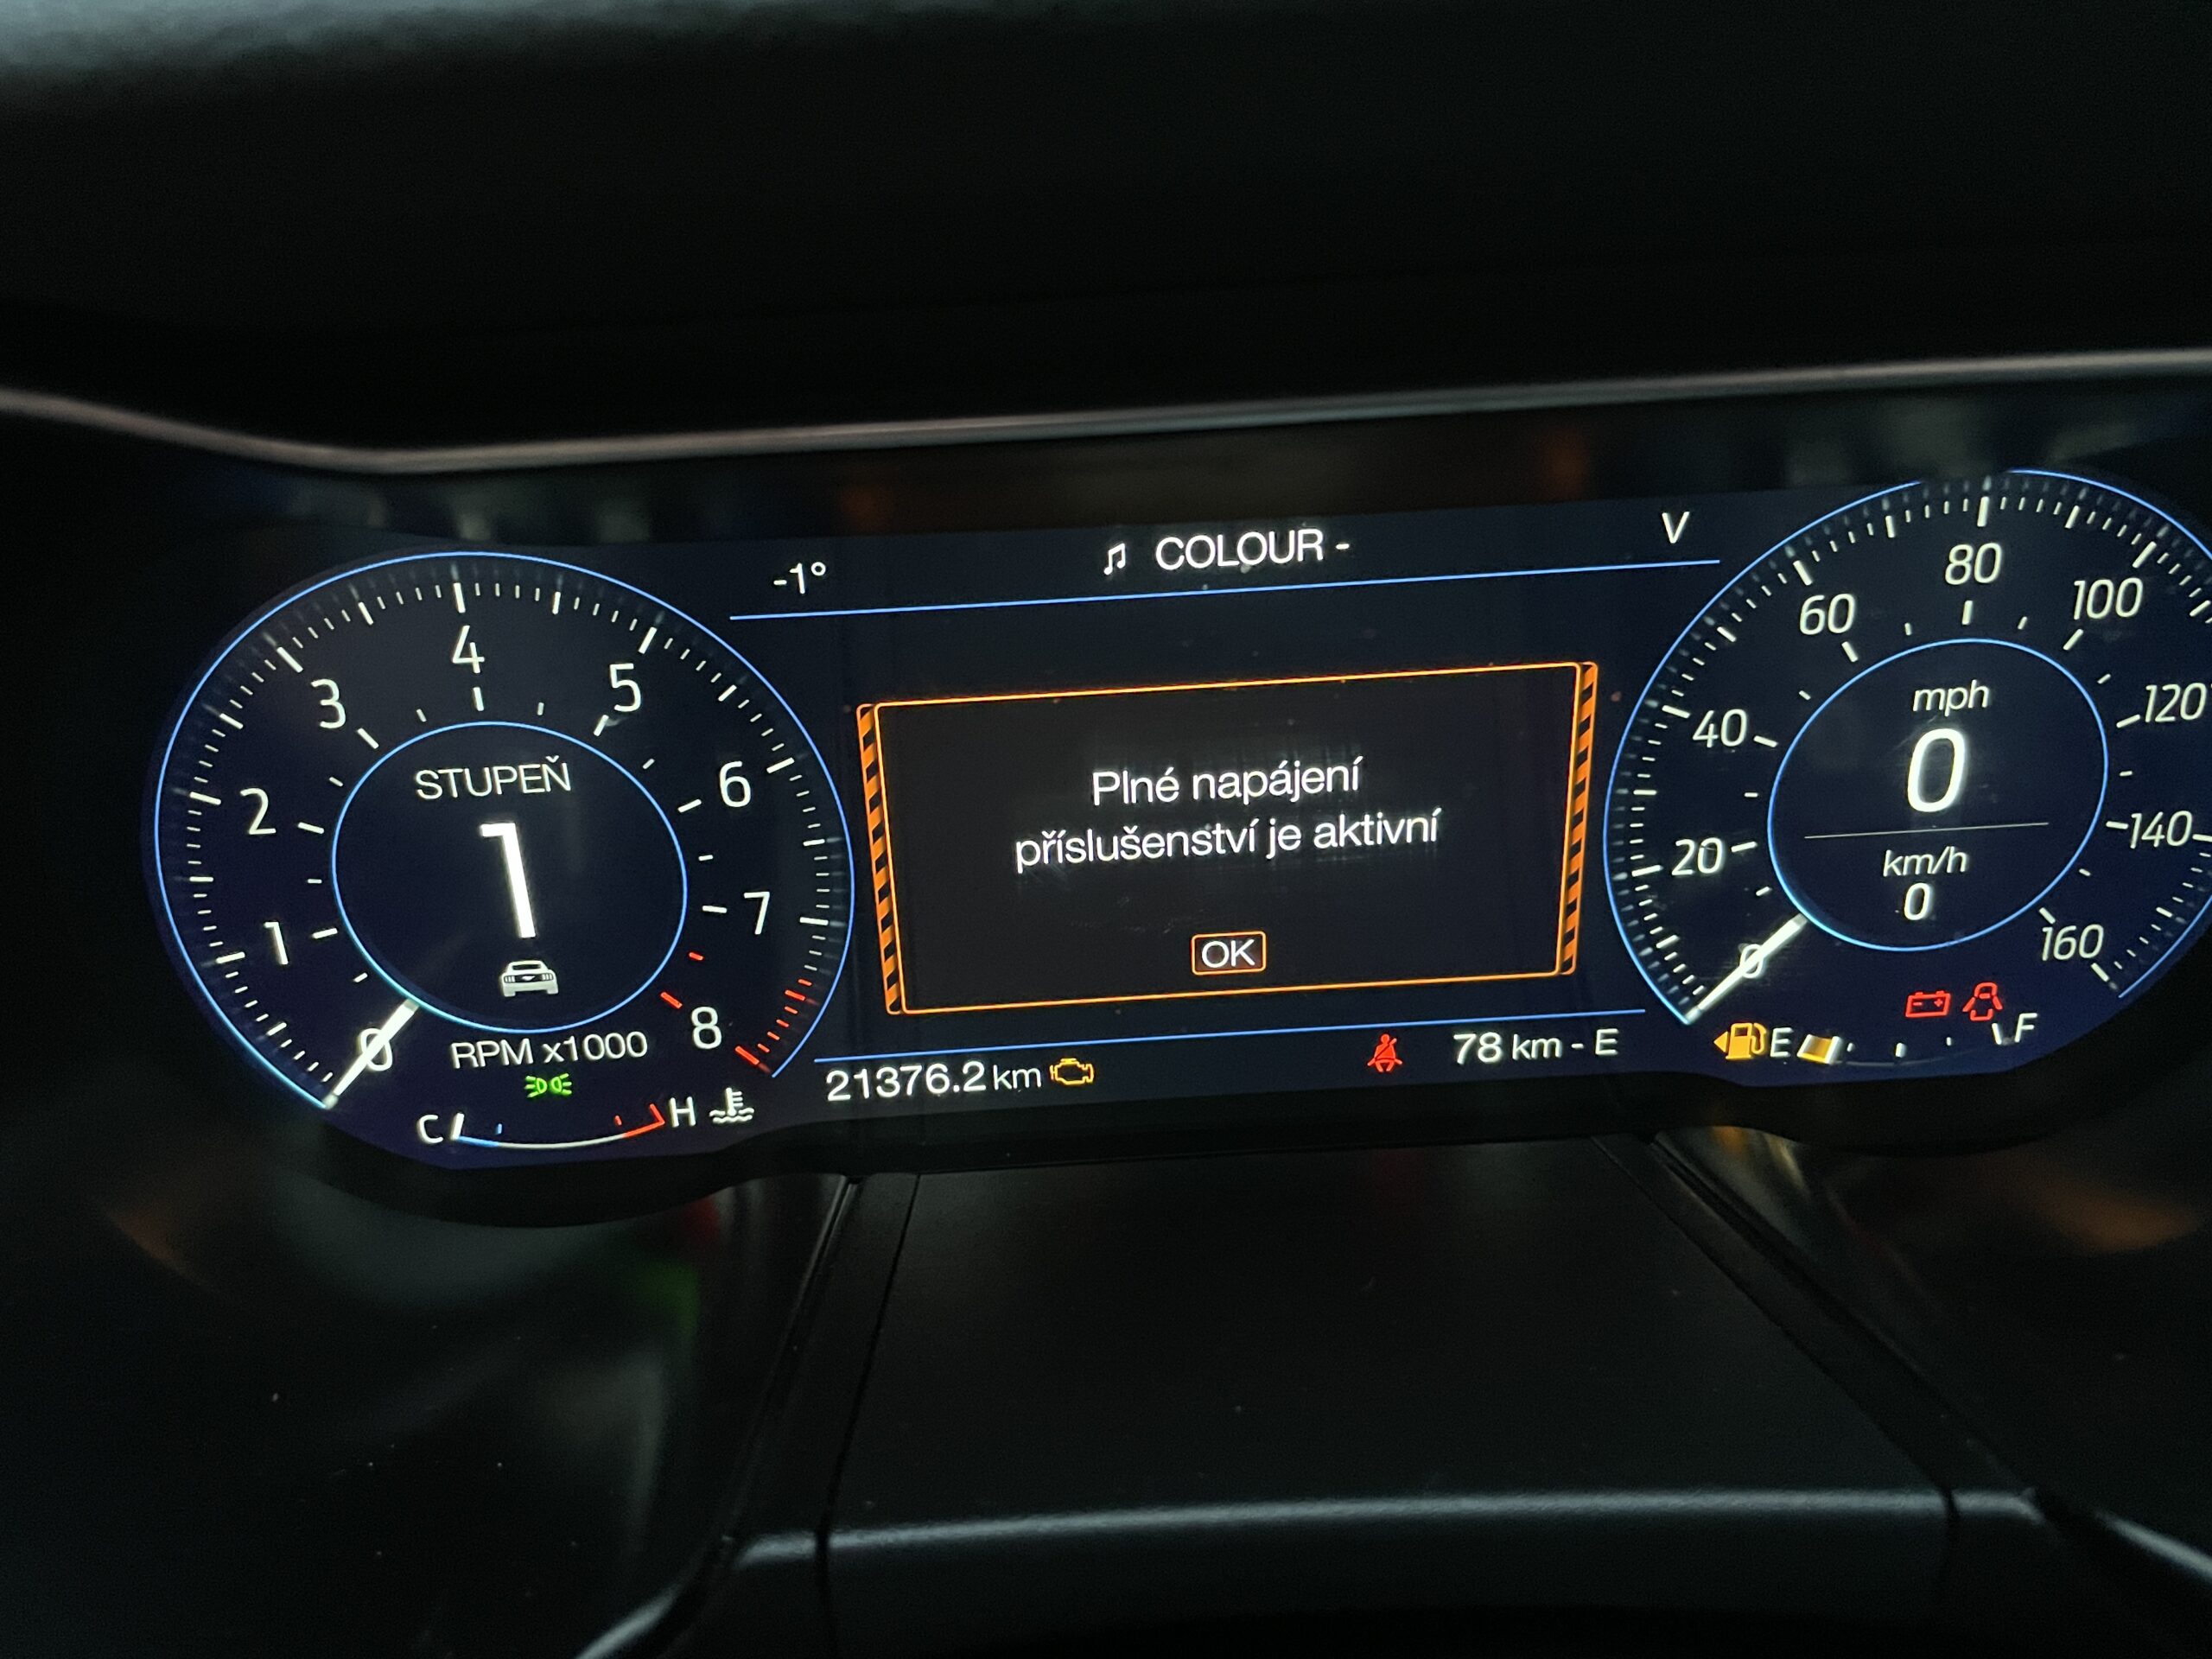 -1°
♫ COLOUR -
V
4
3
5
2
6
1
7
0
8
STUPEŇ
1
RPM x1000
C
H
Plné napájení
příslušenství je aktivní
OK
21376.2 km
78 km - E
80
60
100
40
120
20
140
0
160
mph
0
km/h
0
E
F